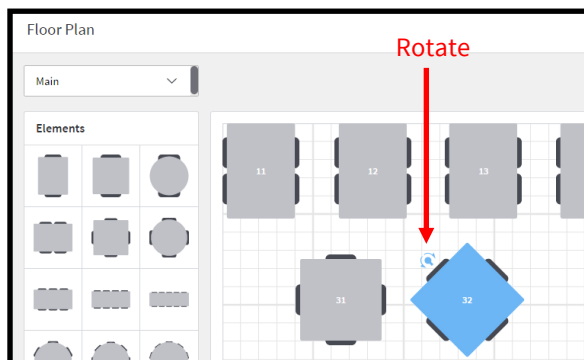 Floor Plan
Rotate
Main
Elements
11
12
13
31
32